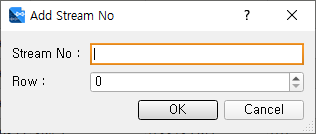 Add Stream No
?
Stream No :
Row :
0
OK
Cancel